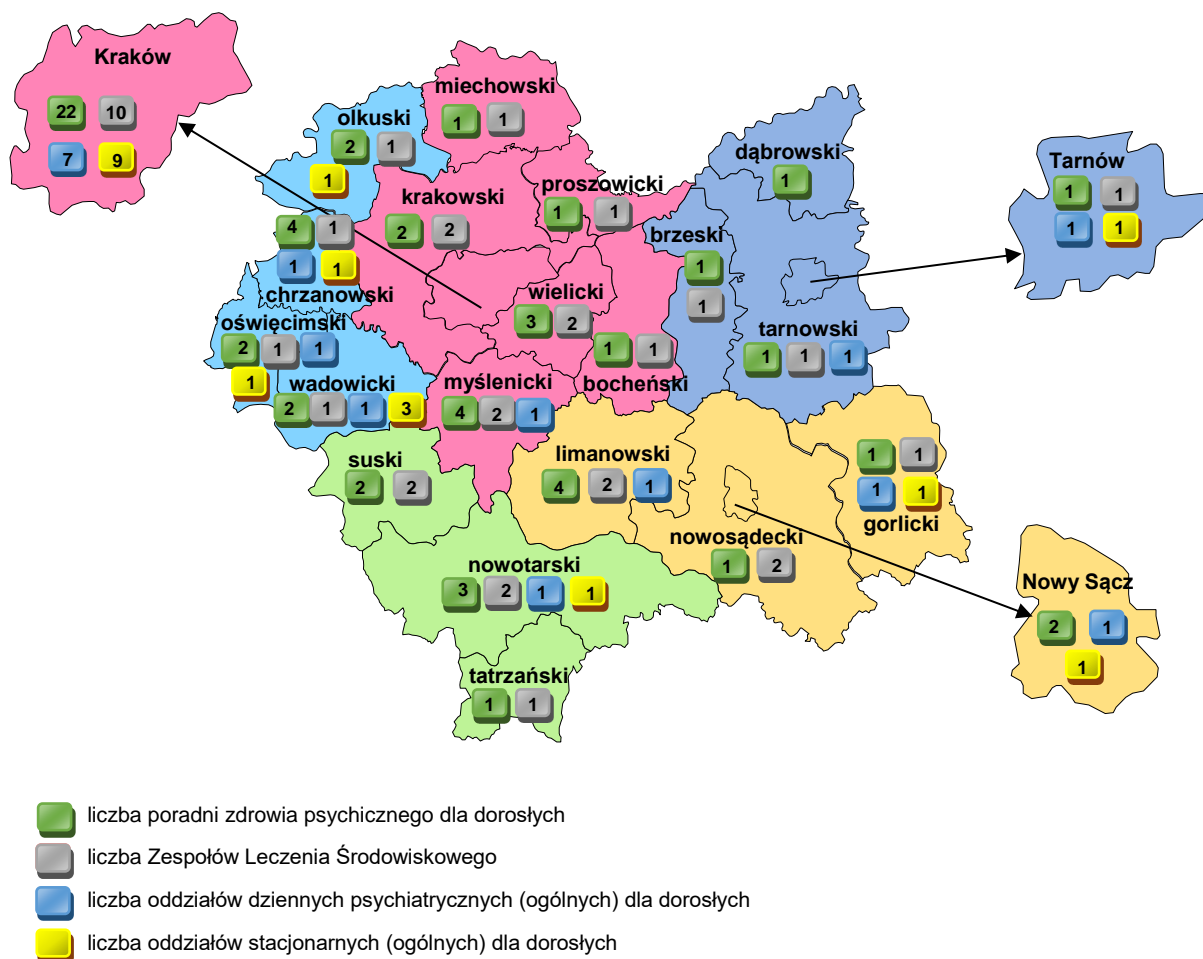 Kraków
22 10
7 9
miechowski
1 1
olkuski
2 1
1
dąbrowski
1
Tarnów
1 1
1 1
krakowski
2 2
proszowicki
1 1
brzeski
1
1
4 1
1 1
chrzanowski
wielicki
3 2
oświęcimski
2 1 1
1
tarnowski
1 1 1
1 1
bocheński
wadowicki
2 1 1 3
myślenicki
4 2 1
suski
2 2
limanowski
4 2 1
1 1
1 1
gorlicki
nowosądecki
1 2
nowotarski
3 2 1 1
Nowy Sącz
2 1
1
tatrzański
1 1
liczba poradni zdrowia psychicznego dla dorosłych
liczba Zespołów Leczenia Środowiskowego
liczba oddziałów dziennych psychiatrycznych (ogólnych) dla dorosłych
liczba oddziałów stacjonarnych (ogólnych) dla dorosłych